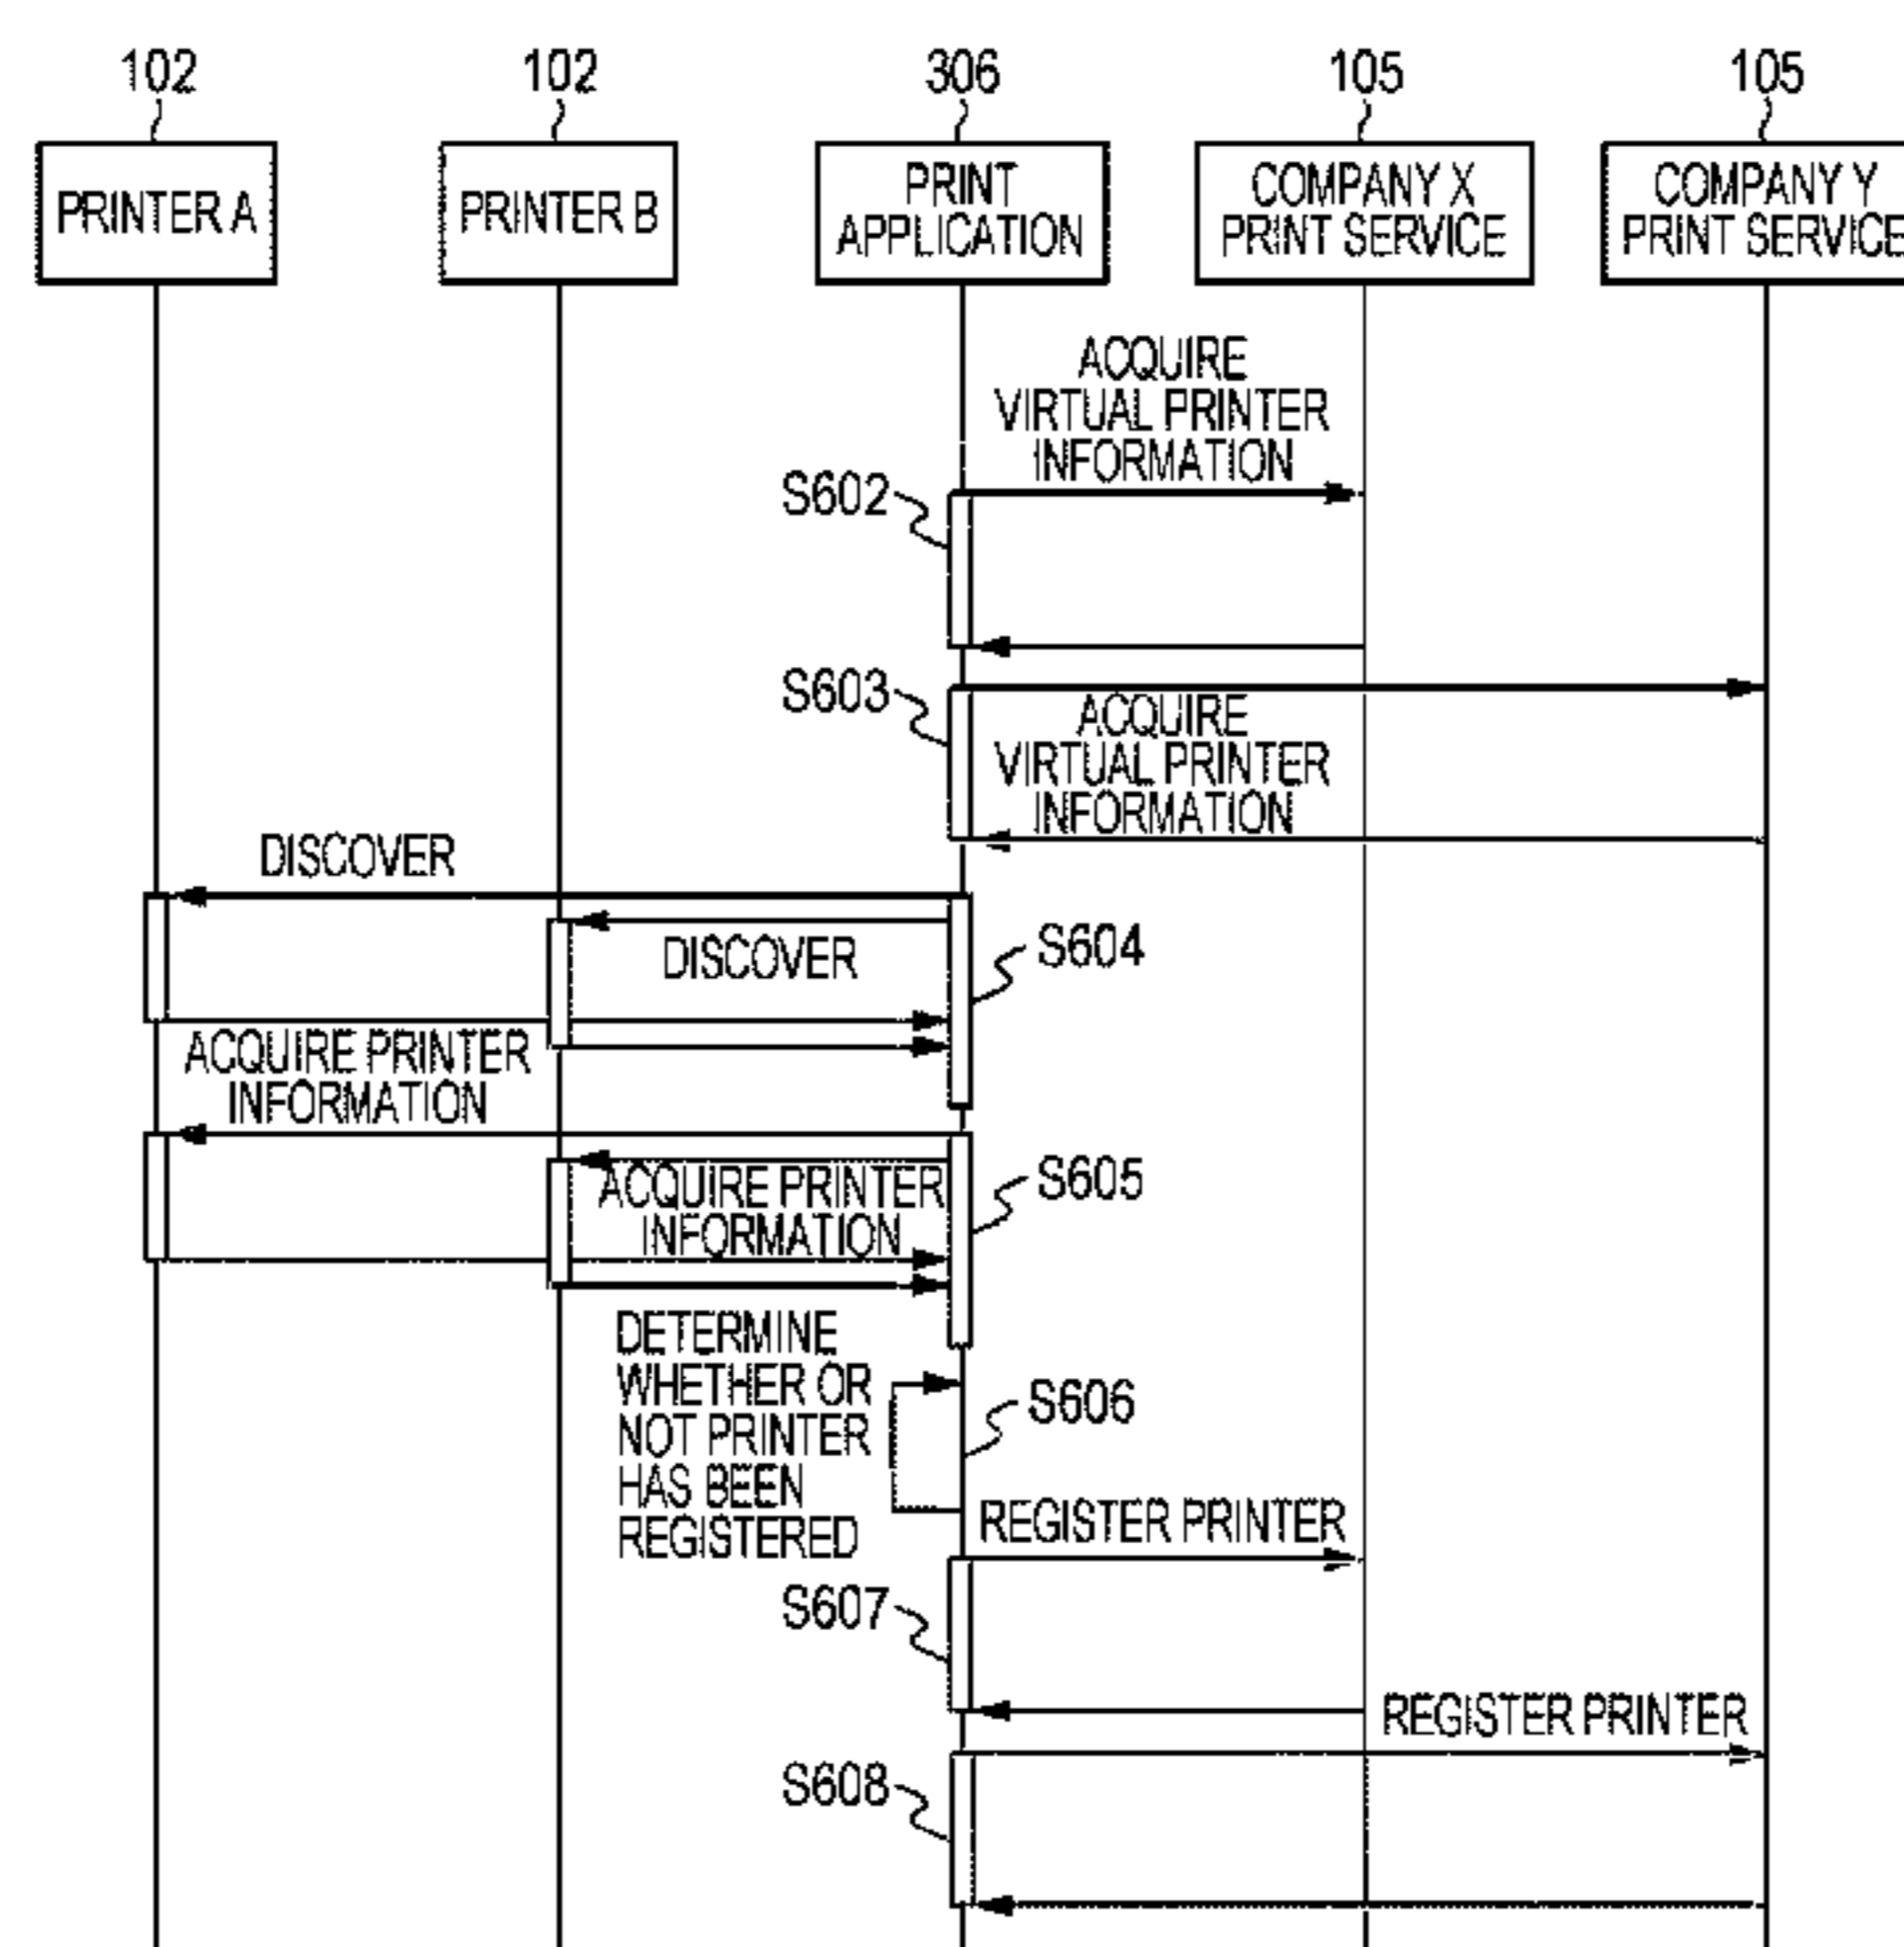 102
102
306
105
105
PRINTER A
PRINTER B
PRINT
APPLICATION
COMPANY X
PRINT SERVICE
COMPANY Y
PRINT SERVICE
ACQUIRE
VIRTUAL PRINTER
INFORMATION
S602
S603
ACQUIRE
VIRTUAL PRINTER
INFORMATION
DISCOVER
DISCOVER
S604
ACQUIRE PRINTER
INFORMATION
ACQUIRE PRINTER
INFORMATION
S605
DETERMINE
WHETHER OR
NOT PRINTER
HAS BEEN
REGISTERED
S606
REGISTER PRINTER
S607
REGISTER PRINTER
S608